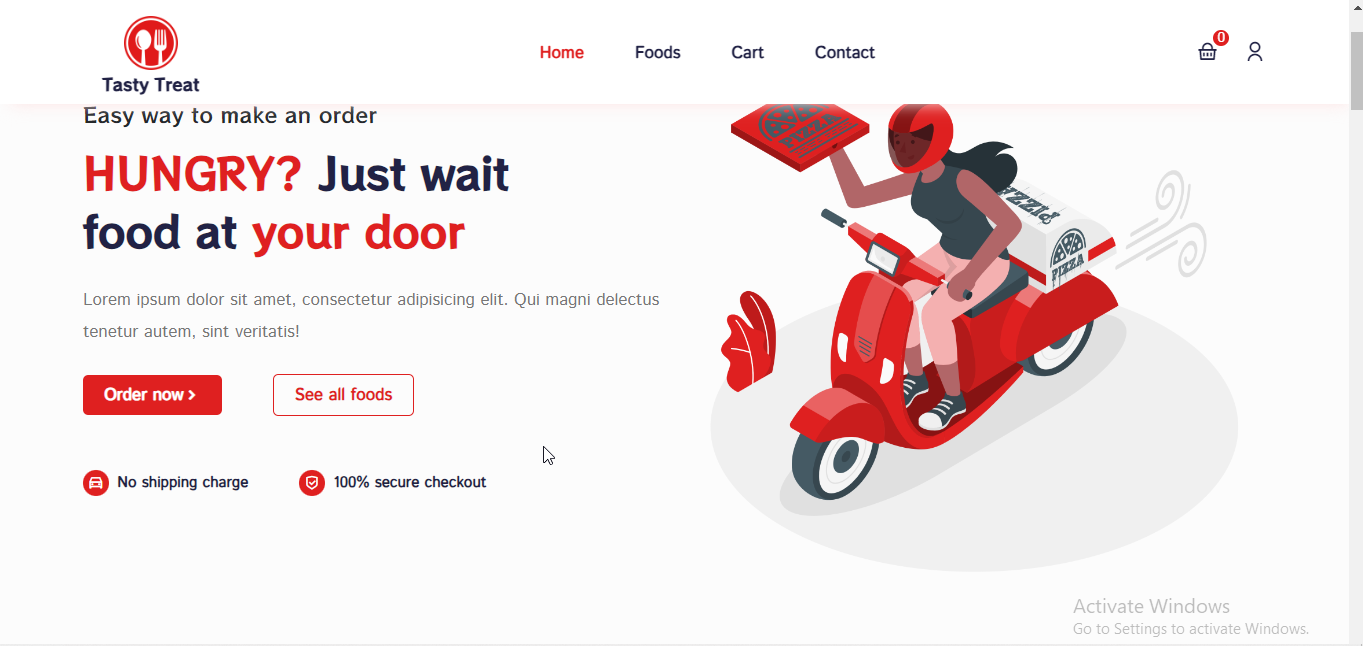 Tasty Treat
Home Foods Cart Contact
0
Easy way to make an order
HUNGRY? Just wait
food at your door
Lorem ipsum dolor sit amet, consectetur adipisicing elit. Qui magni delectus
tenetur autem, sint veritatis!
Order now
See all foods
No shipping charge
100% secure checkout
PIZZA
PIZZA
PIZZA
Activate Windows
Go to Settings to activate Windows.